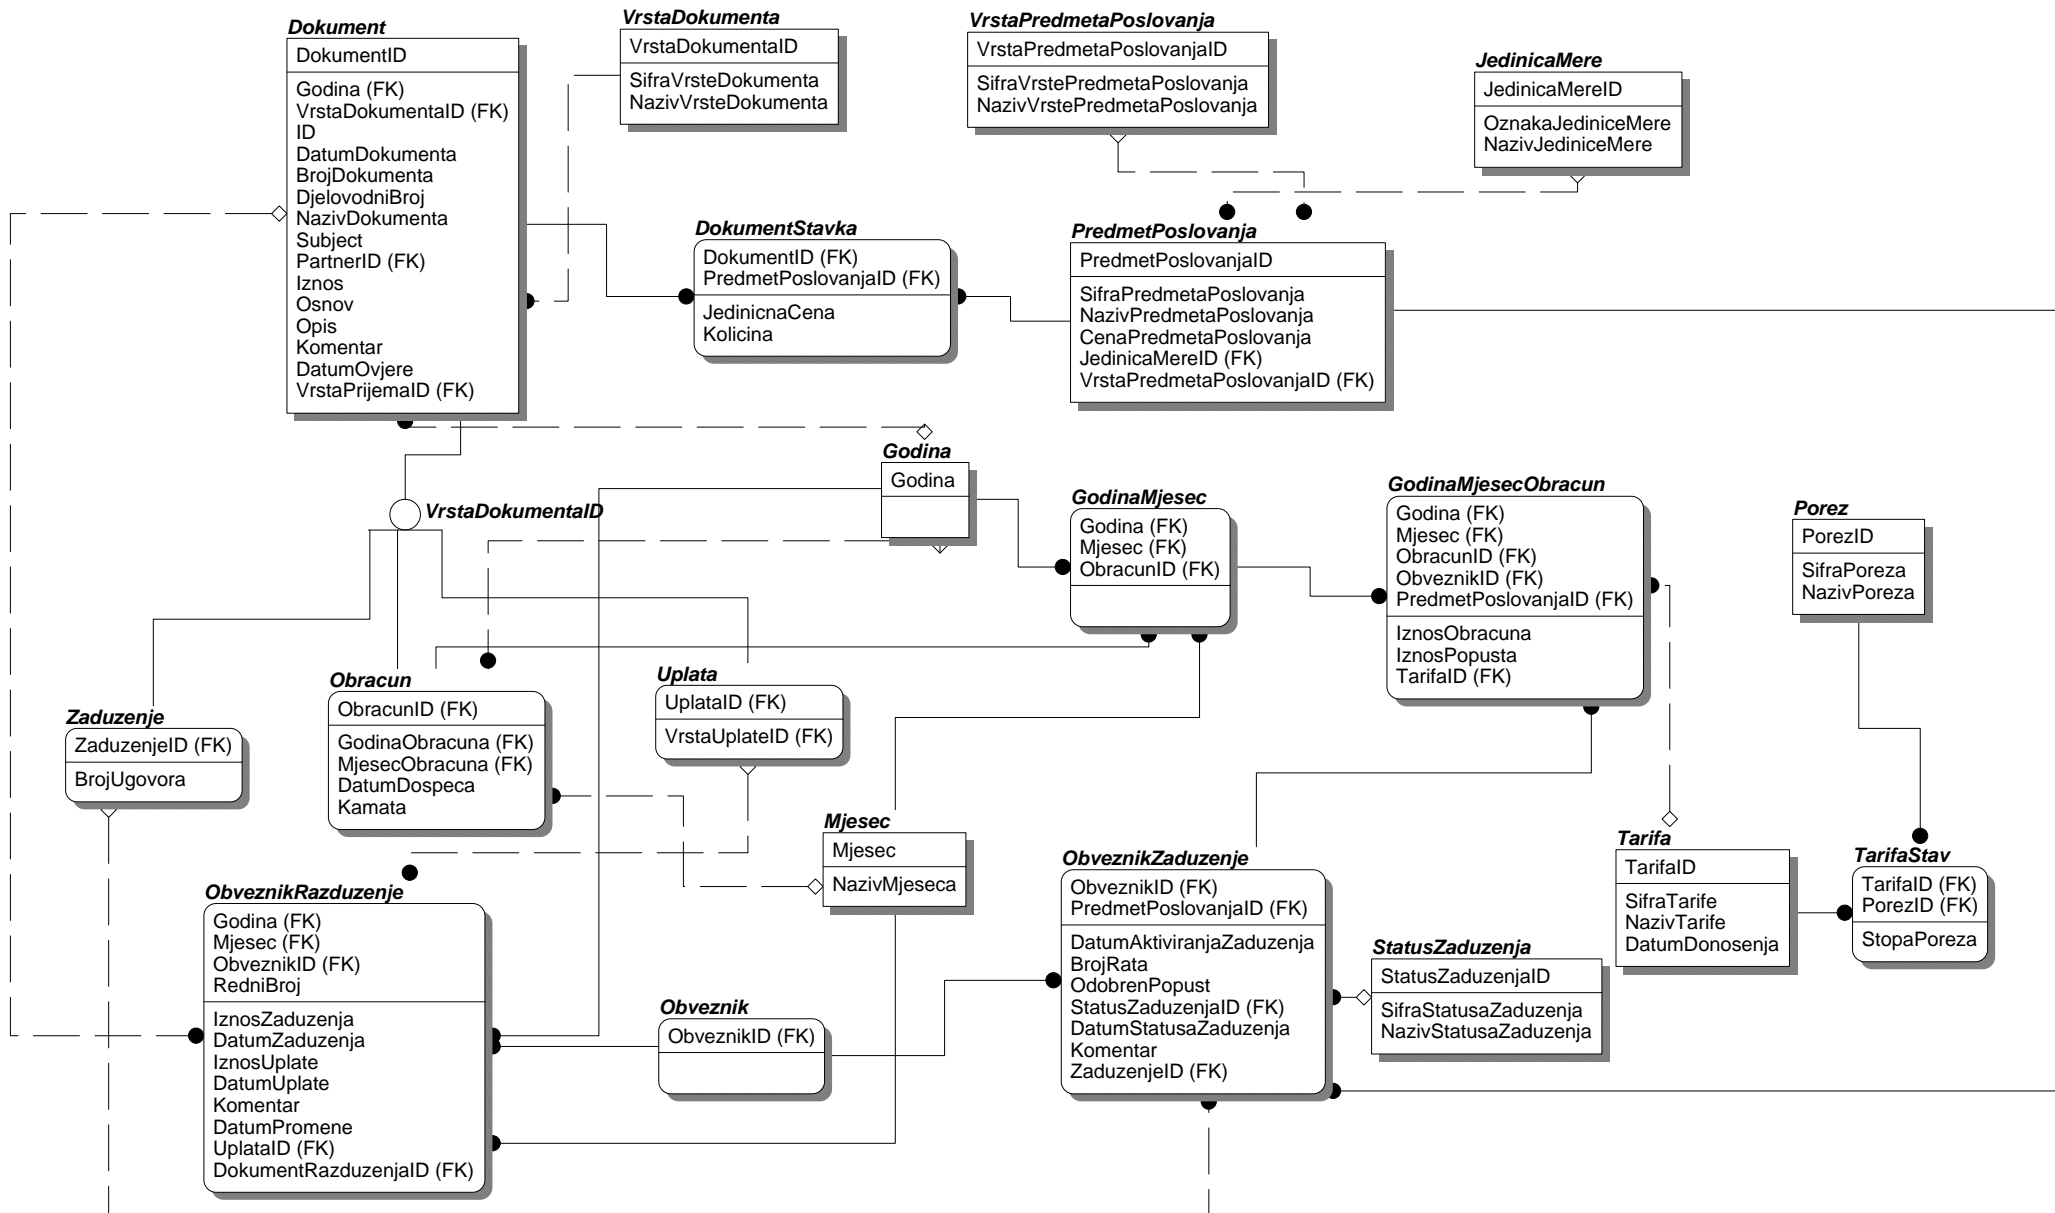 Dokument
DokumentID
Godina (FK)
VrstaDokumentaID (FK)
ID
DatumDokumenta
BrojDokumenta
DjelovodniBroj
NazivDokumenta
Subject
PartnerID (FK)
Iznos
Osnov
Opis
Komentar
DatumOvjere
VrstaPrijemaID (FK)
VrstaDokumenta
VrstaDokumentaID
SifraVrsteDokumenta
NazivVrsteDokumenta
VrstaPredmetaPoslovanja
VrstaPredmetaPoslovanjaID
SifraVrstePredmetaPoslovanja
NazivVrstePredmetaPoslovanja
JedinicaMere
JedinicaMereID
OznakaJediniceMere
NazivJediniceMere
DokumentStavka
DokumentID (FK)
PredmetPoslovanjaID (FK)
JedinicnaCena
Kolicina
PredmetPoslovanja
PredmetPoslovanjaID
SifraPredmetaPoslovanja
NazivPredmetaPoslovanja
CenaPredmetaPoslovanja
JedinicaMereID (FK)
VrstaPredmetaPoslovanjaID (FK)
Godina
Godina
VrstaDokumentaID
GodinaMjesec
Godina (FK)
Mjesec (FK)
ObracunID (FK)
GodinaMjesecObracun
Godina (FK)
Mjesec (FK)
ObracunID (FK)
ObveznikID (FK)
PredmetPoslovanjaID (FK)
IznosObracuna
IznosPopusta
TarifaID (FK)
Porez
PorezID
SifraPoreza
NazivPoreza
Zaduzenje
ZaduzenjeID (FK)
BrojUgovora
Obracun
ObracunID (FK)
GodinaObracuna (FK)
MjesecObracuna (FK)
DatumDospeca
Kamata
Uplata
UplataID (FK)
VrstaUplateID (FK)
Mjesec
Mjesec
NazivMjeseca
ObveznikRazduzenje
Godina (FK)
Mjesec (FK)
ObveznikID (FK)
RedniBroj
IznosZaduzenja
DatumZaduzenja
IznosUplate
DatumUplate
Komentar
DatumPromene
UplataID (FK)
DokumentRazduzenjaID (FK)
Obveznik
ObveznikID (FK)
ObveznikZaduzenje
ObveznikID (FK)
PredmetPoslovanjaID (FK)
DatumAktiviranjaZaduzenja
BrojRata
OdobrenPopust
StatusZaduzenjaID (FK)
DatumStatusaZaduzenja
Komentar
ZaduzenjeID (FK)
StatusZaduzenja
StatusZaduzenjaID
SifraStatusaZaduzenja
NazivStatusaZaduzenja
Tarifa
TarifaID
SifraTarife
NazivTarife
DatumDonosenja
TarifaStav
TarifaID (FK)
PorezID (FK)
StopaPoreza